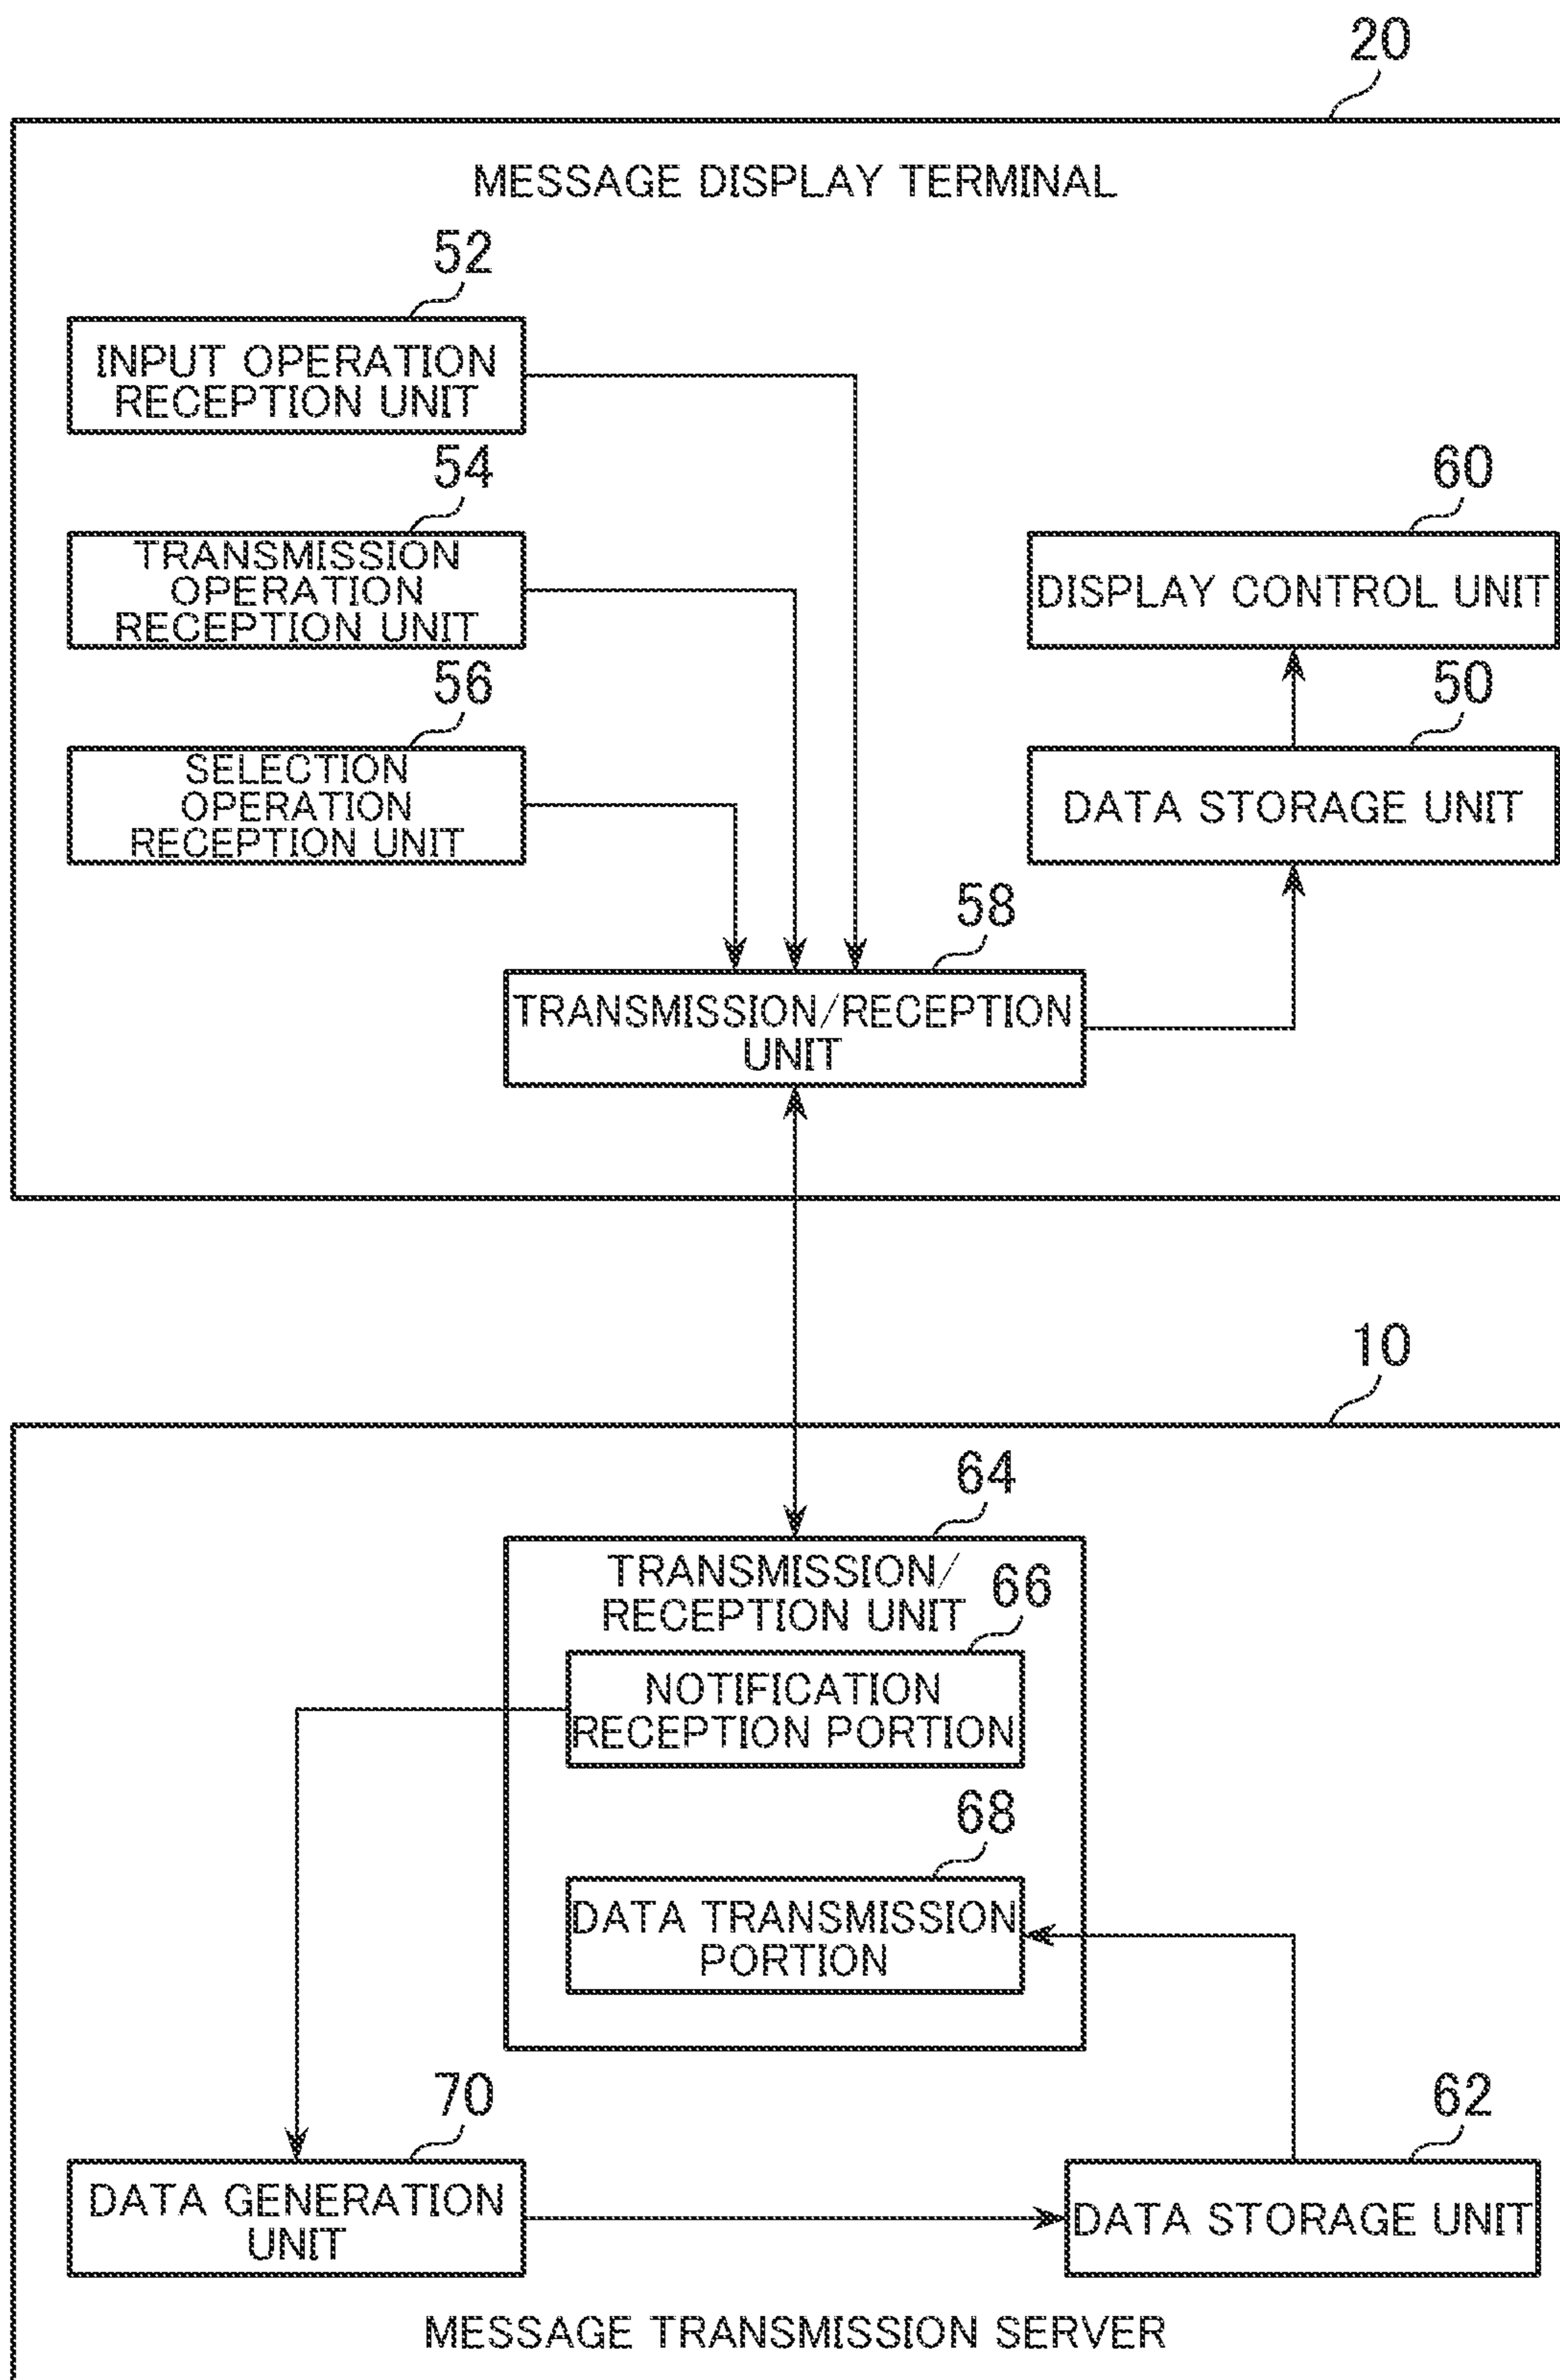 20
MESSAGE DISPLAY TERMINAL
52
INPUT OPERATION
RECEPTION UNIT
54
TRANSMISSION
OPERATION
RECEPTION UNIT
60
DISPLAY CONTROL UNIT
56
SELECTION
OPERATION
RECEPTION UNIT
50
DATA STORAGE UNIT
58
TRANSMISSION/RECEPTION
UNIT
10
64
TRANSMISSION/
RECEPTION UNIT
66
NOTIFICATION
RECEPTION PORTION
68
DATA TRANSMISSION
PORTION
70
DATA GENERATION
UNIT
62
DATA STORAGE UNIT
MESSAGE TRANSMISSION SERVER